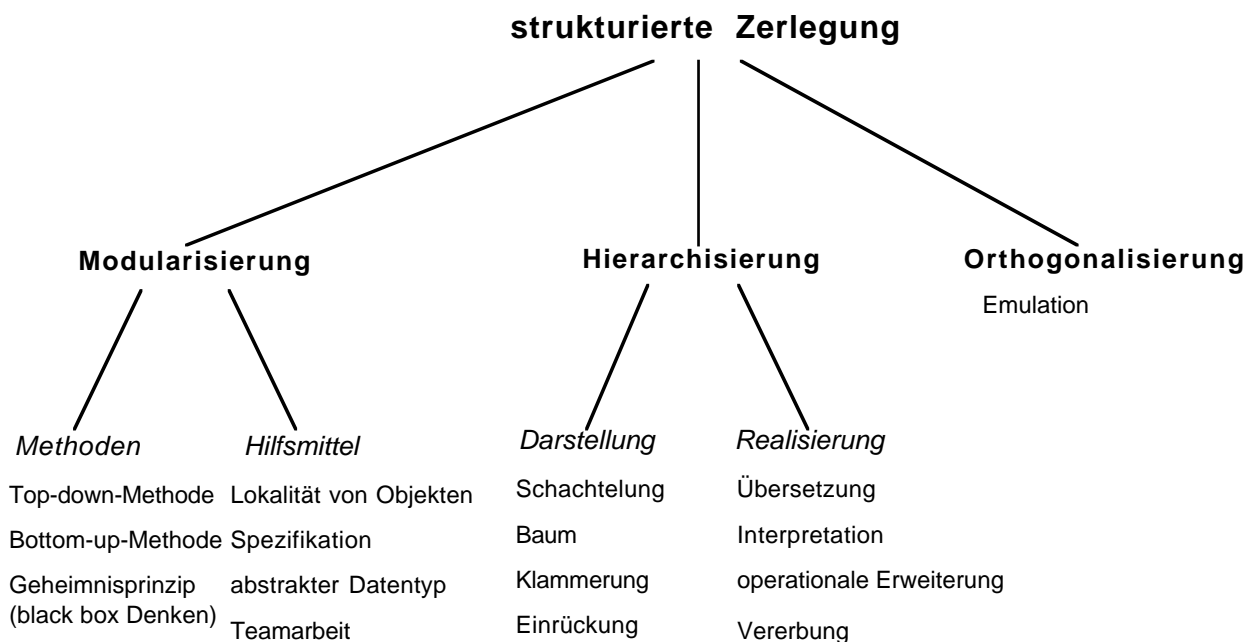 strukturierte Zerlegung
Modularisierung
Hierarchisierung
Orthogonalisierung
Emulation
Methoden
Top-down-Methode
Bottom-up-Methode
Geheimnisprinzip
(black box Denken)
Hilfsmittel
Lokalität von Objekten
Spezifikation
abstrakter Datentyp
Teamarbeit
Darstellung
Schachtelung
Baum
Klammerung
Einrückung
Realisierung
Übersetzung
Interpretation
operationale Erweiterung
Vererbung